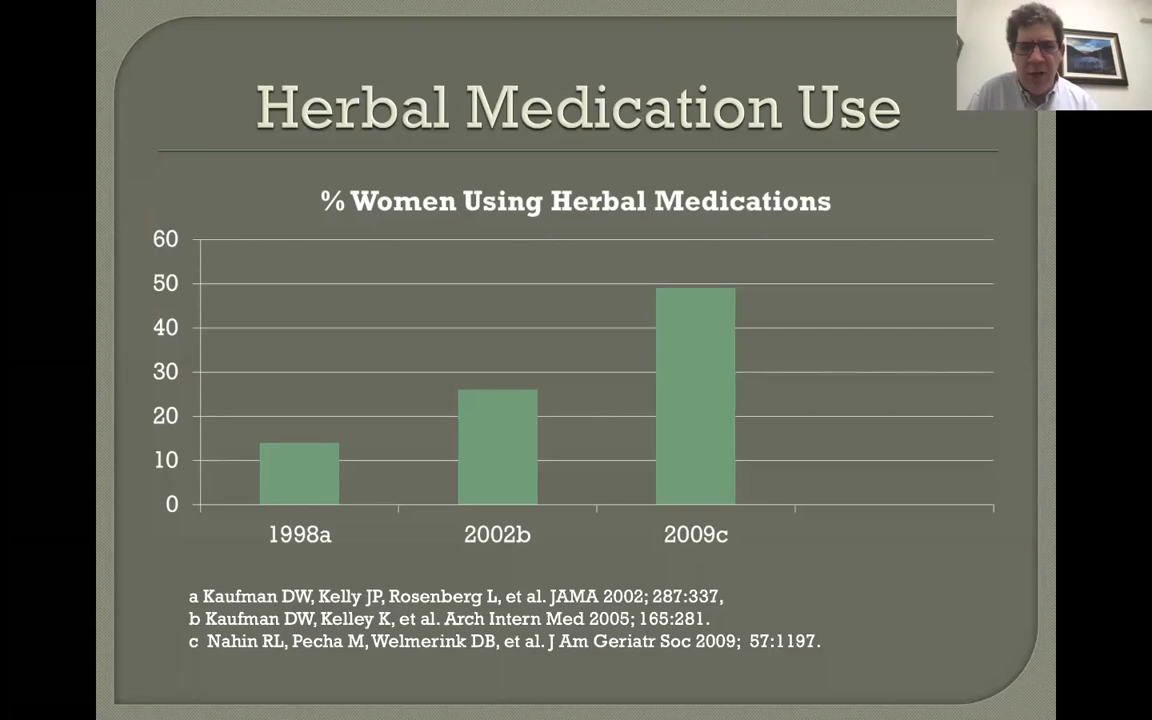 Herbal Medication Use
% Women Using Herbal Medications
60
50
40
30
20
10
0
1998a 2002b 2009c
a Kaufman DW, Kelly JP, Rosenberg L, et al. JAMA 2002; 287:337,
b Kaufman DW, Kelley K, et al. Arch Intern Med 2005; 165:281.
c Nahin RL, Pecha M, Welmerink DB, et al. J Am Geriatr Soc 2009; 57:1197.